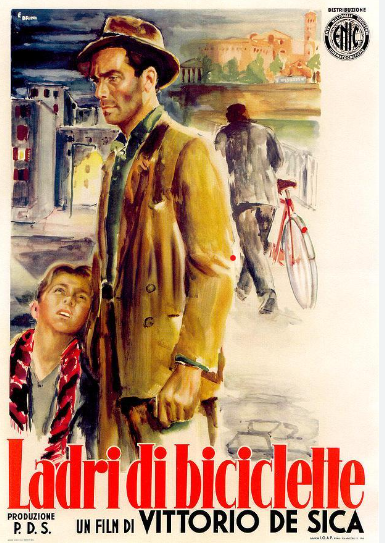 DISTRIBUZIONE
ENIC
Ladri di biciclette
PRODUZIONE
P. D. S.
UN FILM DI VITTORIO DE SICA